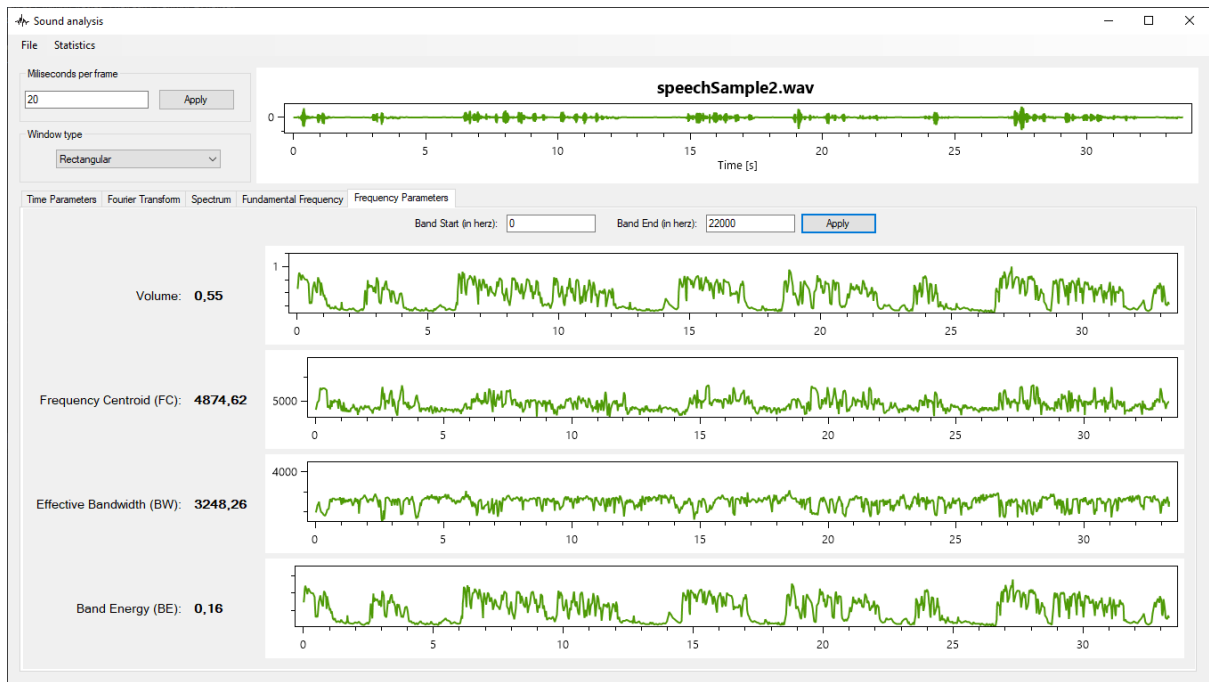 Sound analysis
File Statistics
Miliseconds per frame
20 Apply
Window type
Rectangular
speechSample2.wav
0
0 5 10 15 20 25 30
Time [s]
Time Parameters Fourier Transform Spectrum Fundamental Frequency Frequency Parameters
Band Start (in herz): 0 Band End (in herz): 22000 Apply
Volume: 0,55
1
0 5 10 15 20 25 30
Frequency Centroid (FC): 4874,62
5000
0 5 10 15 20 25 30
Effective Bandwidth (BW): 3248,26
4000
0 5 10 15 20 25 30
Band Energy (BE): 0,16
0 5 10 15 20 25 30